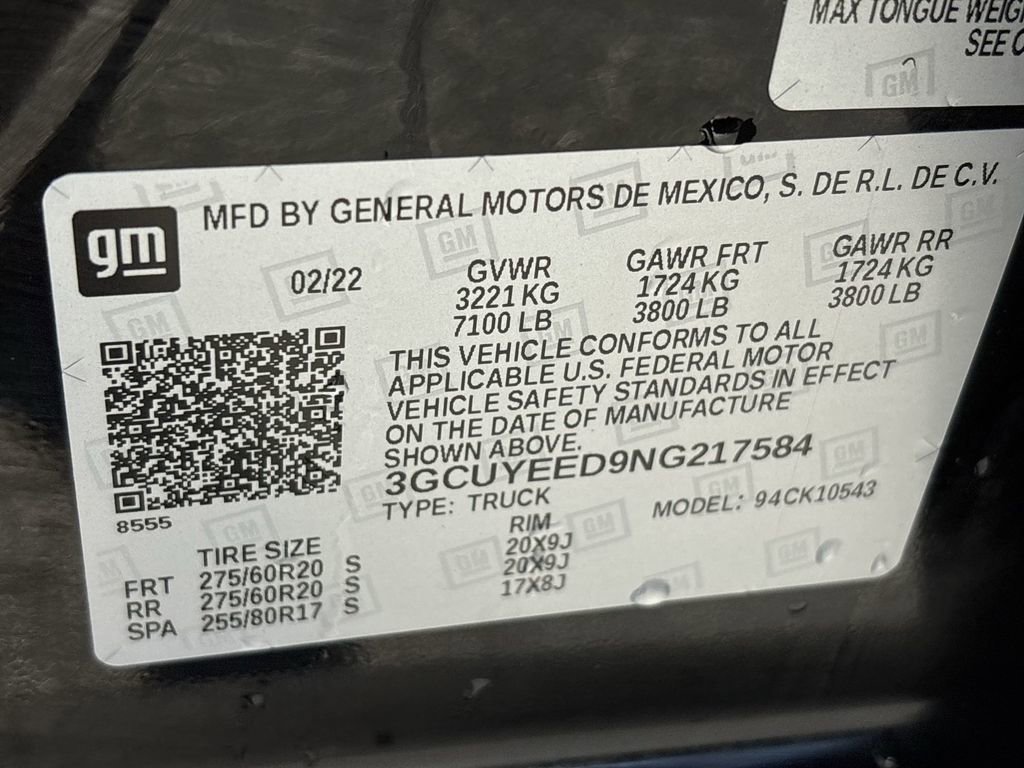 MAX TONGUE
SEE
GM
gm
MFD BY GENERAL MOTORS DE MEXICO, S. DE R.L. DE C.V.
02/22
GVWR GAWR FRT GAWR RR
3221 KG 1724 KG 1724 KG
7100 LB 3800 LB 3800 LB
THIS VEHICLE CONFORMS TO ALL
APPLICABLE U.S. FEDERAL MOTOR
VEHICLE SAFETY STANDARDS IN EFFECT
ON THE DATE OF MANUFACTURE
SHOWN ABOVE.
3GCUYEED9NG217584
TYPE: TRUCK MODEL: 94CK10543
8555
TIRE SIZE RIM
FRT 275/60R20 S 20X9J
RR 275/60R20 S 20X9J
SPA 255/80R17 S 17X8J